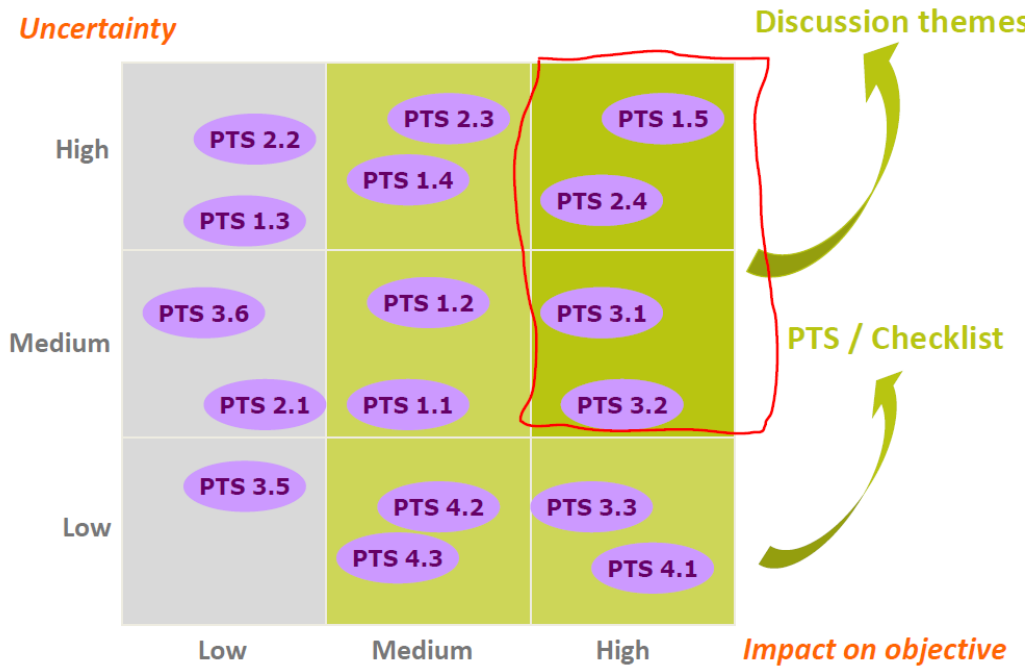 Uncertainty
Discussion themes
High
PTS 2.2
PTS 2.3
PTS 1.5
PTS 1.4
PTS 1.3
PTS 2.4
Medium
PTS 3.6
PTS 1.2
PTS 3.1
PTS / Checklist
PTS 2.1
PTS 1.1
PTS 3.2
Low
PTS 3.5
PTS 4.2
PTS 3.3
PTS 4.3
PTS 4.1
Low
Medium
High
Impact on objective